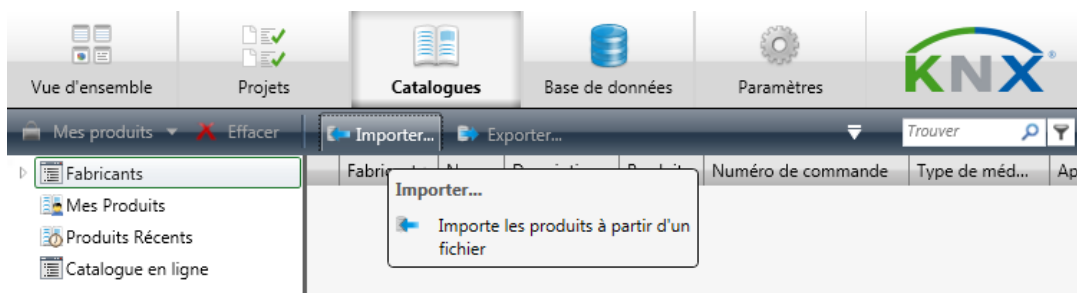 Vue d'ensemble Projets Catalogues Base de données Paramètres KNX®
Mes produits Effacer Importer... Exporter... Trouver
Fabricants Numéro de commande Type de méd... Ap
Importer...
Mes Produits
Importe les produits à partir d'un
fichier
Produits Récents
Catalogue en ligne